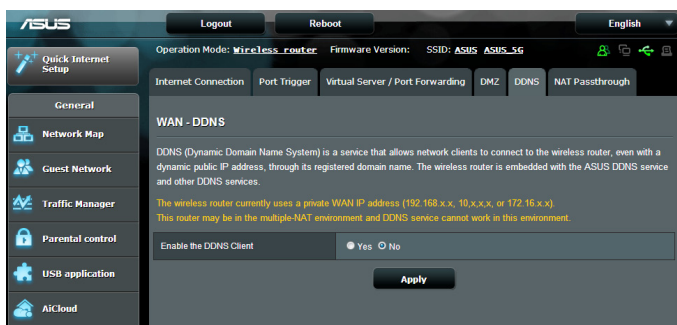 ASUS
Logout
Reboot
English
Quick Internet
Setup
Operation Mode: Wireless router Firmware Version: SSID: ASUS ASUS_5G
Internet Connection
Port Trigger
Virtual Server / Port Forwarding
DMZ
DDNS
NAT Passthrough
General
Network Map
Guest Network
Traffic Manager
Parental control
USB application
AiCloud
WAN - DDNS
DDNS (Dynamic Domain Name System) is a service that allows network clients to connect to the wireless router, even with a
dynamic public IP address, through its registered domain name. The wireless router is embedded with the ASUS DDNS service
and other DDNS services.
The wireless router currently uses a private WAN IP address (192.168.x.x, 10,x,x,x, or 172.16.x.x).
This router may be in the multiple-NAT environment and DDNS service cannot work in this environment.
Enable the DDNS Client
Yes No
Apply